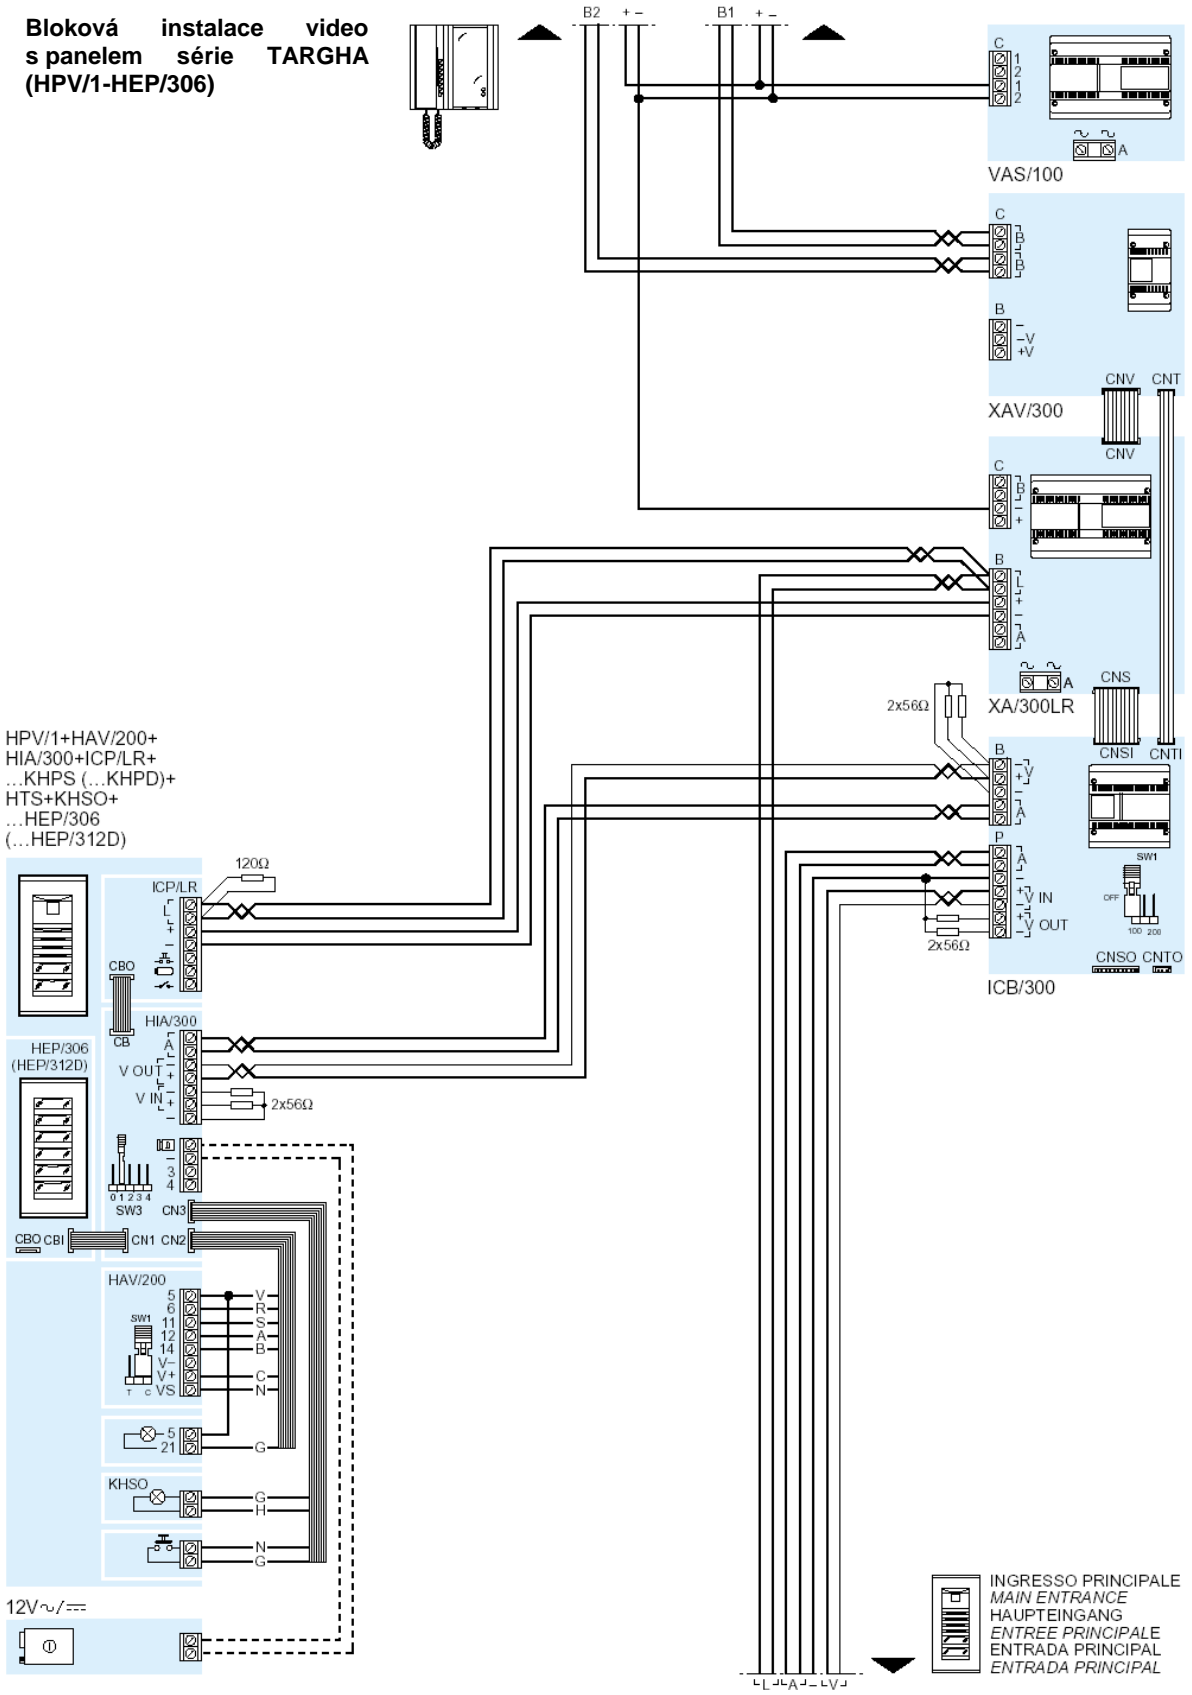 Bloková instalace video
s panelem série TARGHA
(HPV/1-HEP/306)
B2 + –
B1 + –
C
1
2
1
2
A
VAS/100
C
B
B
B
–
–V
+V
CNV CNT
XAV/300
CNV
C
B
–
+
B
L
+
–
A
A
CNS
XA/300LR
2x56Ω
CNSI CNTI
B
–
+
V
–
A
P
A
–
+
V IN
–
+
V OUT
–
2x56Ω
SW1
OFF
100 200
CNSO CNTO
ICB/300
HPV/1+HAV/200+
HIA/300+ICP/LR+
...KHPS (...KHPD)+
HTS+KHSO+
...HEP/306
(...HEP/312D)
120Ω
ICP/LR
L
+
–
CBO
CB
HIA/300
A
–
V OUT
+
–
V IN
+
–
2x56Ω
HEP/306
(HEP/312D)
–
3
4
0 1 2 3 4
SW3
CN3
CBO CBI CN1 CN2
HAV/200
5 V
6 R
11 S
12 A
14 B
V–
V+ C
VS N
SW1
T C
5
21 G
KHSO
G
H
N
G
12V~/⎓
INGRESSO PRINCIPALE
MAIN ENTRANCE
HAUPTEINGANG
ENTREE PRINCIPALE
ENTRADA PRINCIPAL
ENTRADA PRINCIPAL
L A – V